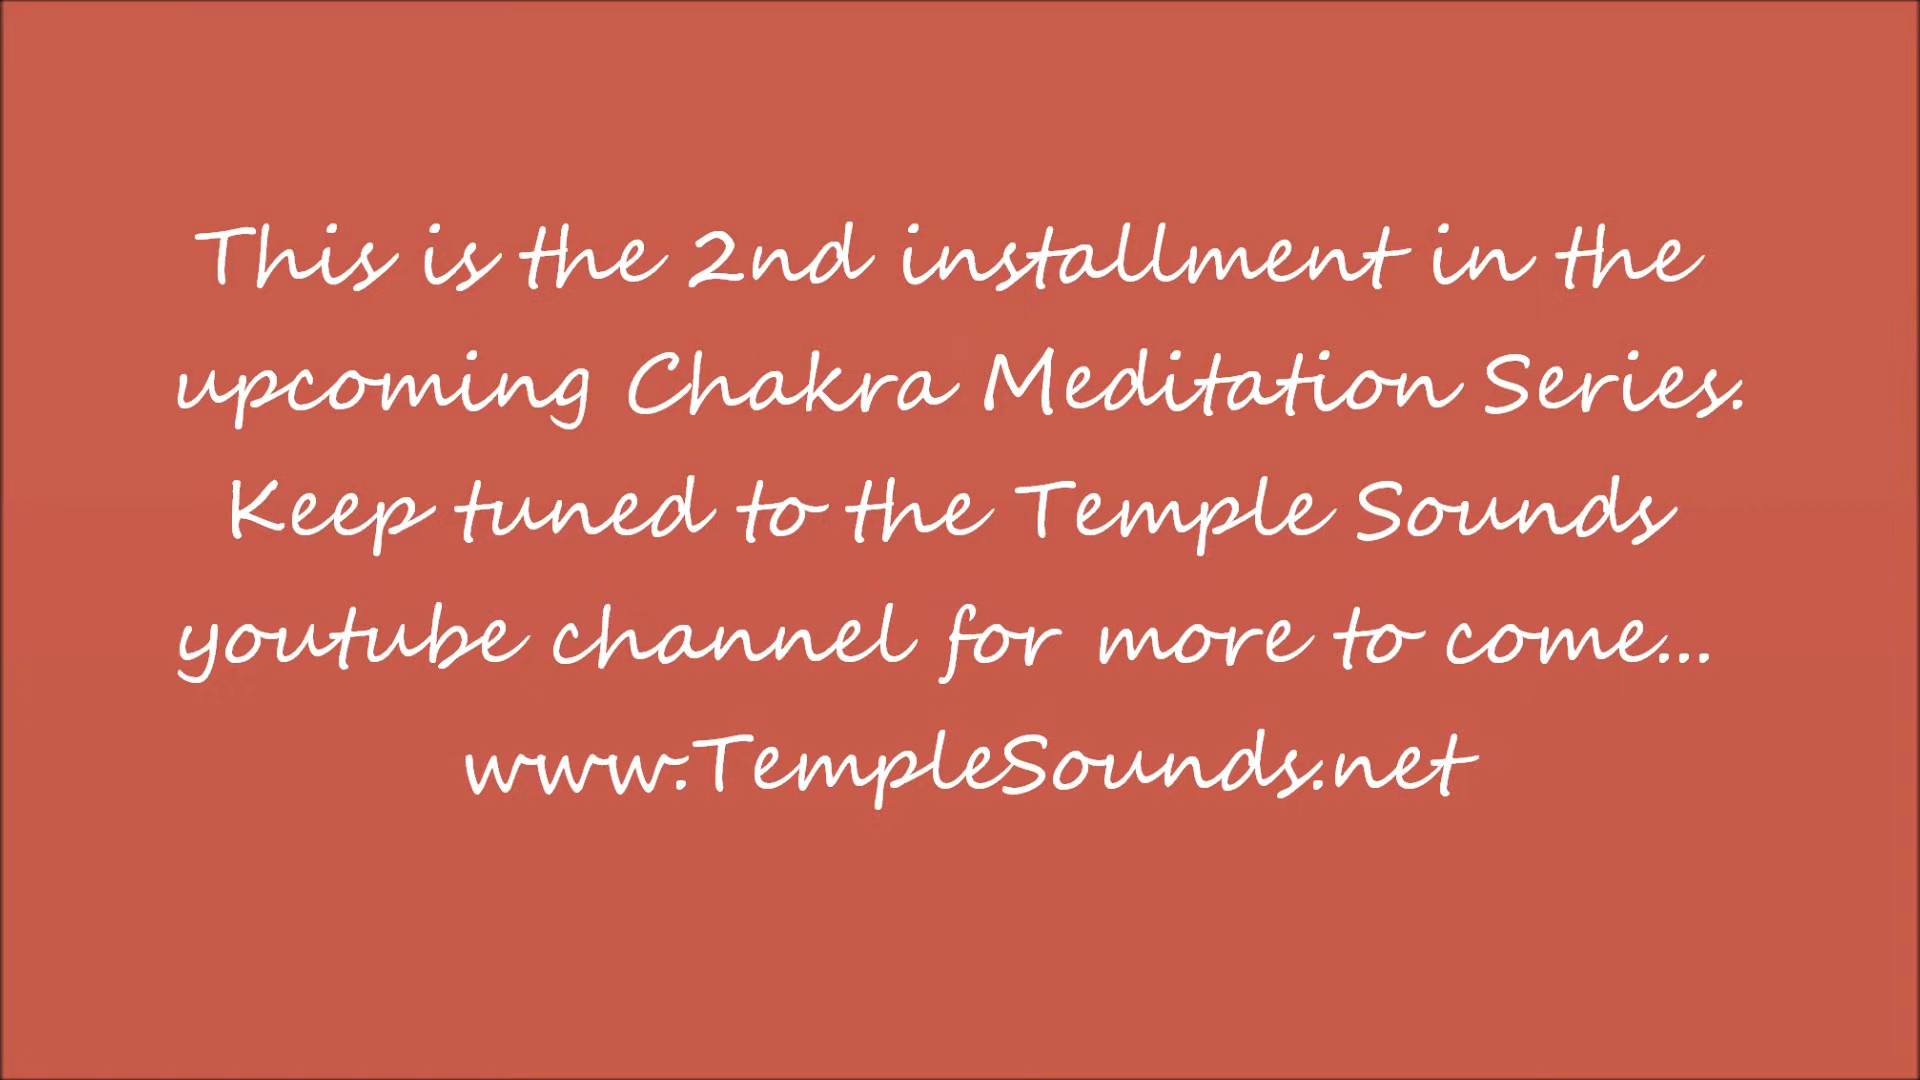 This is the 2nd installment in the
upcoming Chakra Meditation Series.
Keep tuned to the Temple Sounds
youtube channel for more to come...
www.TempleSounds.net